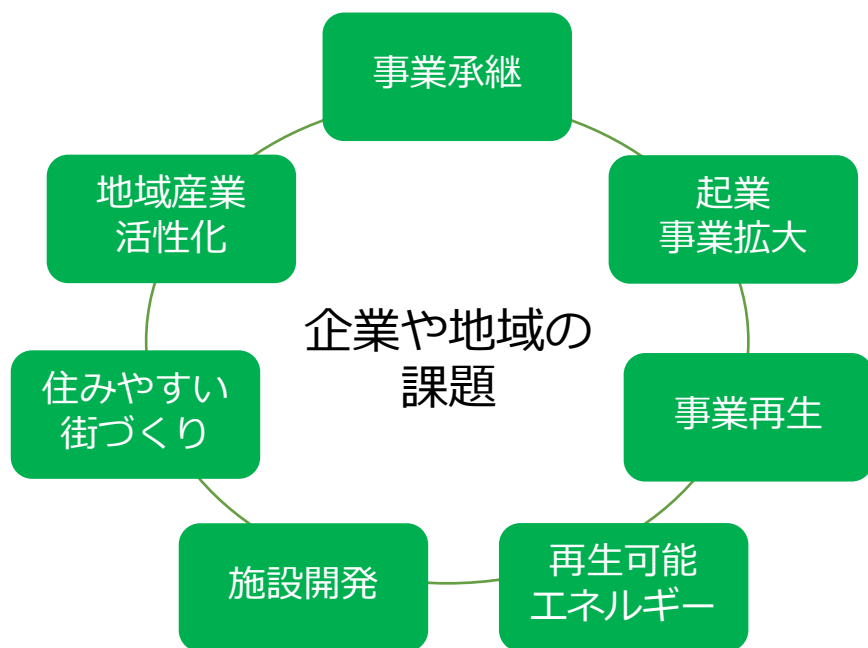 事業承継
起業
事業拡大
事業再生
再生可能
エネルギー
施設開発
住みやすい
街づくり
地域産業
活性化
企業や地域の
課題